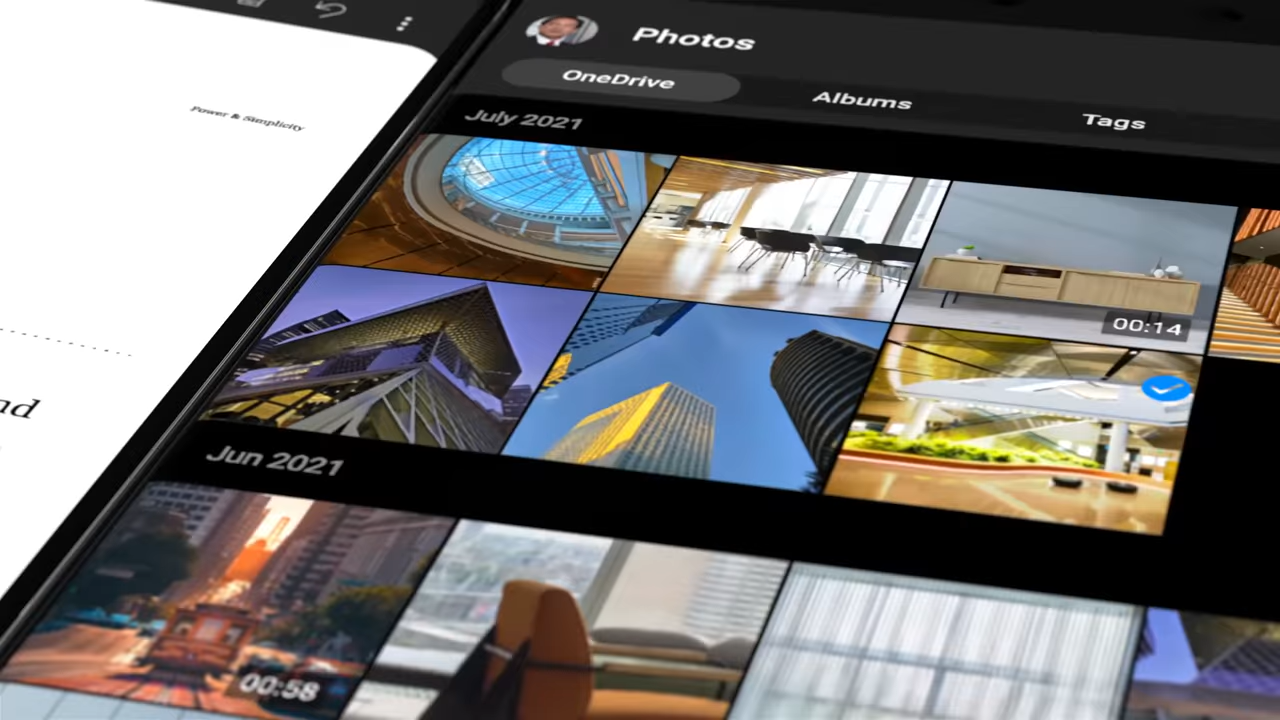 Power & Simplicity
nd
Photos
OneDrive
Albums
Tags
July 2021
00:14
Jun 2021
00:58